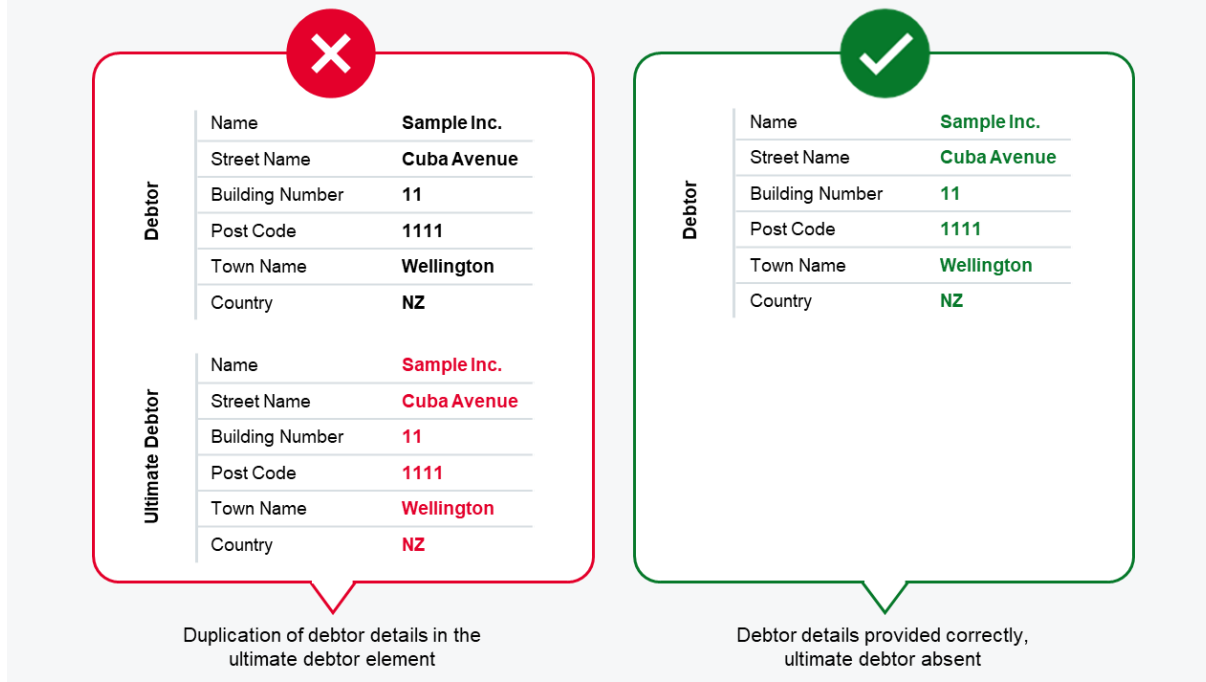 Debtor
Name Sample Inc.
Street Name Cuba Avenue
Building Number 11
Post Code 1111
Town Name Wellington
Country NZ
Ultimate Debtor
Name Sample Inc.
Street Name Cuba Avenue
Building Number 11
Post Code 1111
Town Name Wellington
Country NZ
Duplication of debtor details in the
ultimate debtor element
Debtor
Name Sample Inc.
Street Name Cuba Avenue
Building Number 11
Post Code 1111
Town Name Wellington
Country NZ
Debtor details provided correctly,
ultimate debtor absent